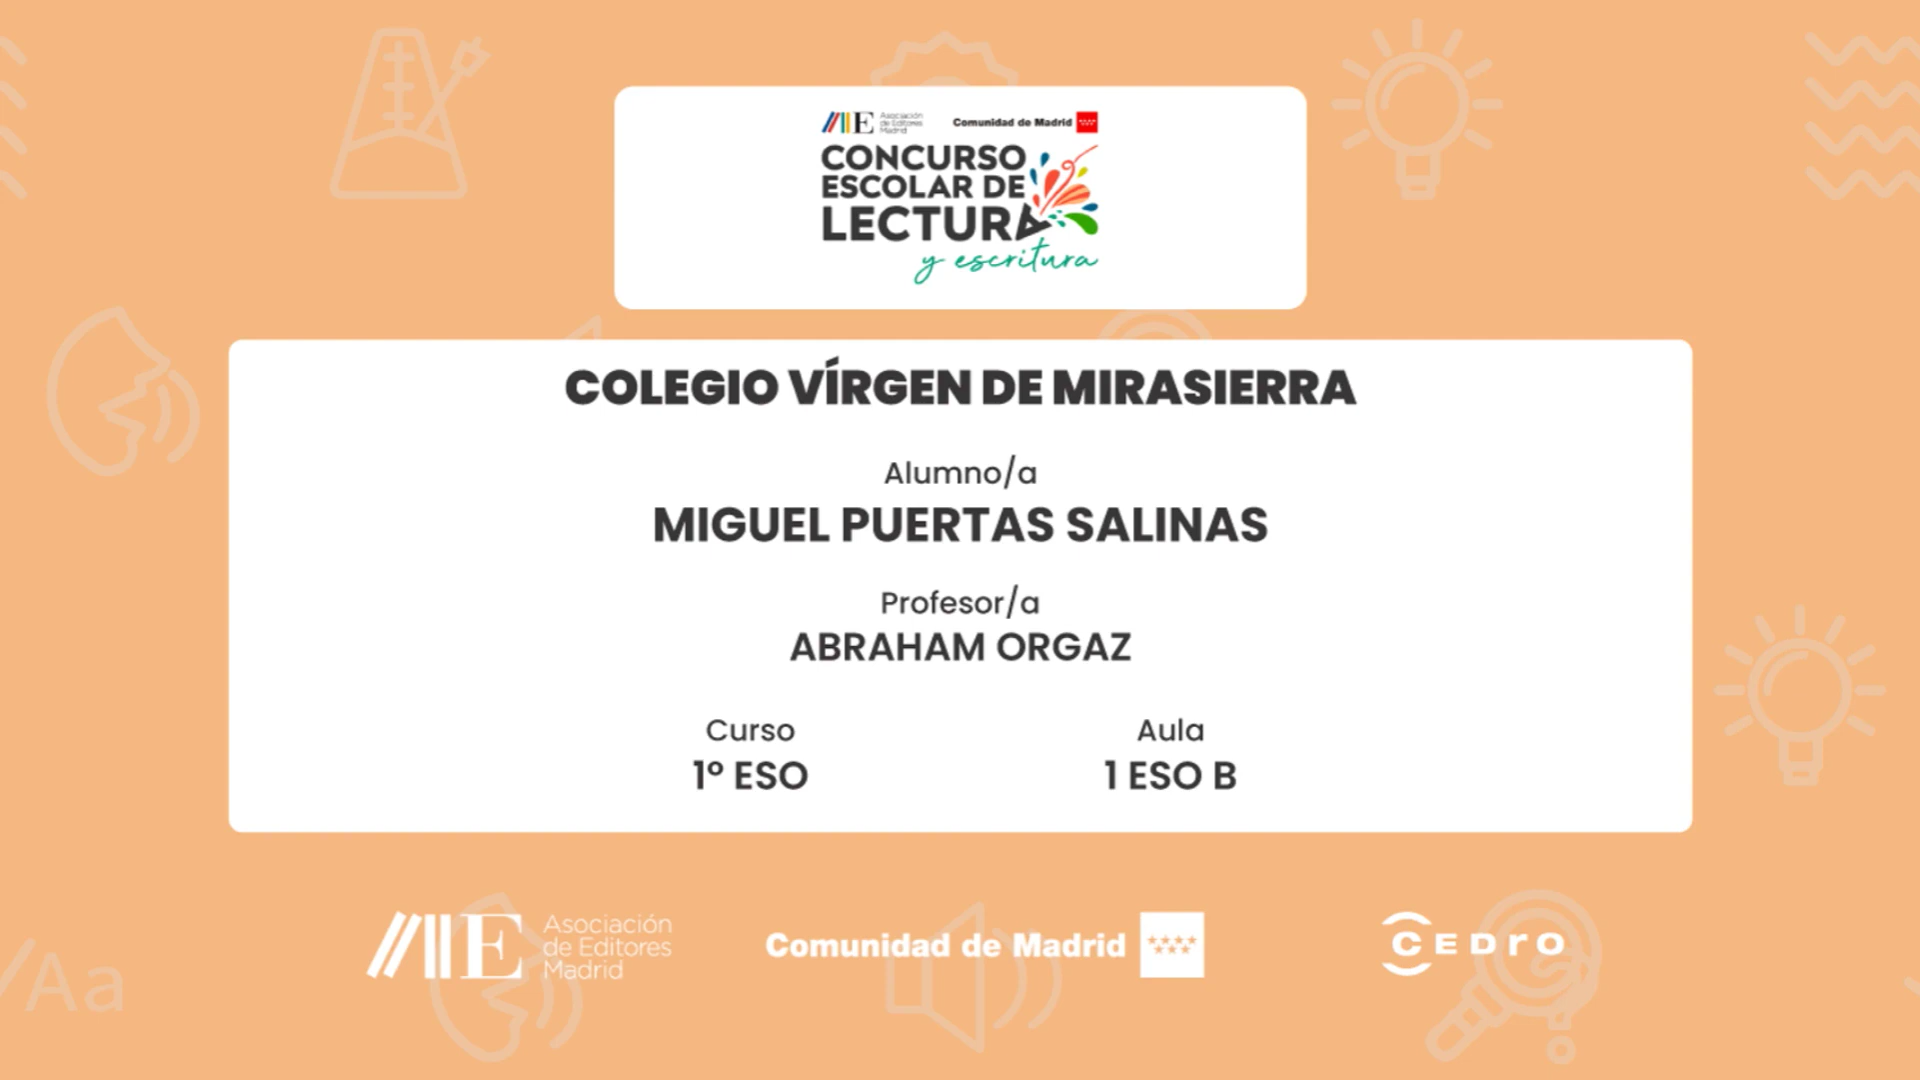 Asociación
de Editores
Madrid
Comunidad de Madrid
CONCURSO
ESCOLAR DE
LECTURA
y escritura
COLEGIO VÍRGEN DE MIRASIERRA
Alumno/a
MIGUEL PUERTAS SALINAS
Profesor/a
ABRAHAM ORGAZ
Curso
Aula
1º ESO
1 ESO B
Asociación
de Editores
Madrid
Comunidad de Madrid
CEDRO
Aa